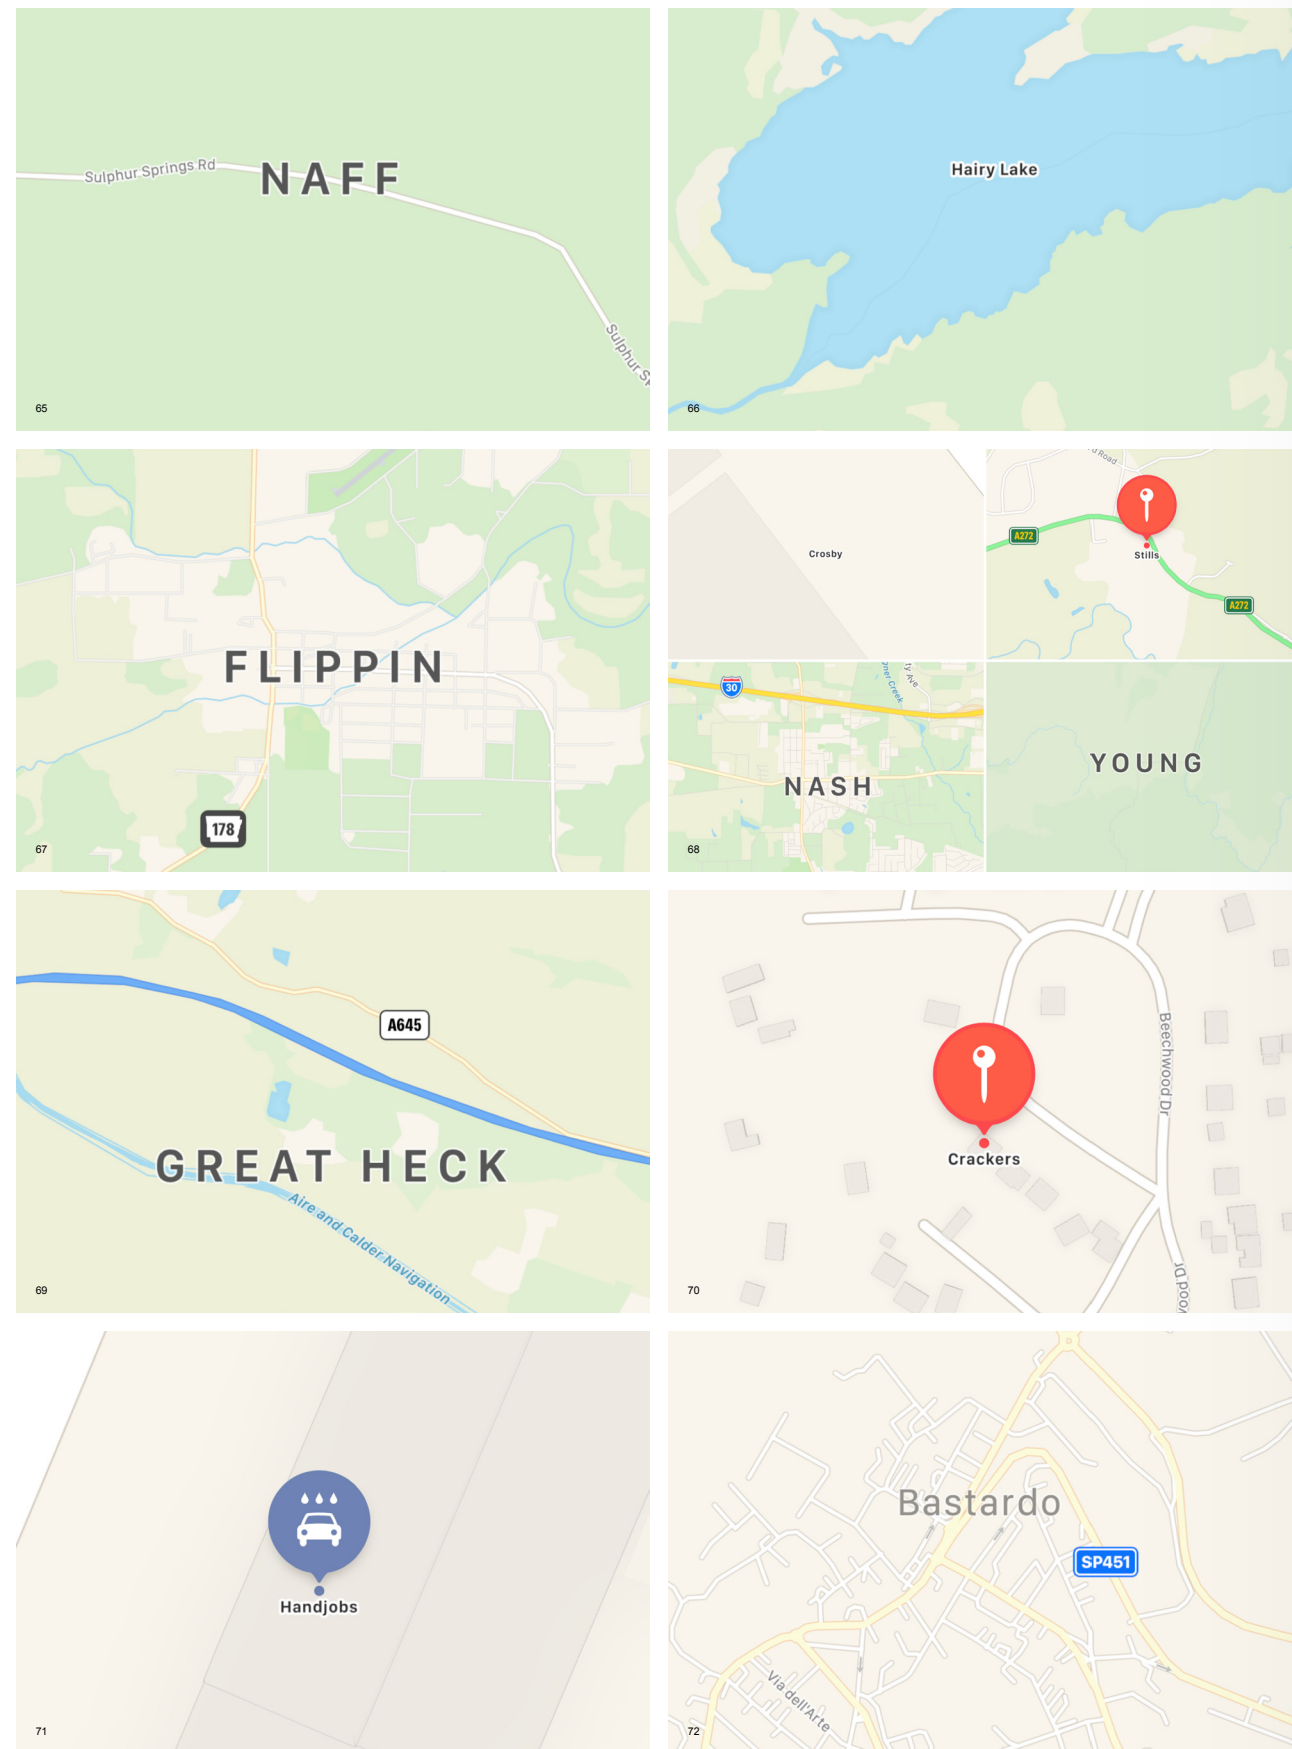 Sulphur Springs Rd
NAFF
65
Hairy Lake
66
FLIPPIN
178
67
Crosby
A272
Stills
A272
30
NASH
YOUNG
68
A645
GREAT HECK
Aire and Calder Navigation
69
Beechwood Dr
Crackers
70
Handjobs
71
Bastardo
SP451
Via dell'Arte
72